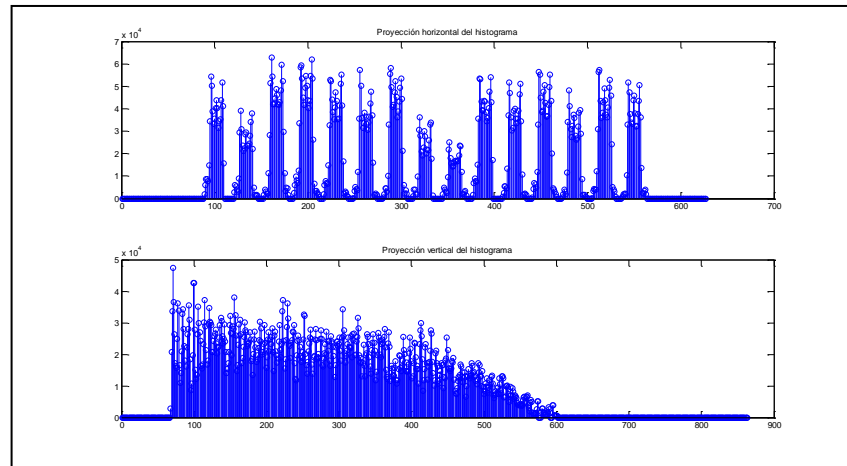 Proyección horizontal del histograma
x 10^4
7
6
5
4
3
2
1
0
0 100 200 300 400 500 600 700
Proyección vertical del histograma
x 10^4
5
4
3
2
1
0
0 100 200 300 400 500 600 700 800 900